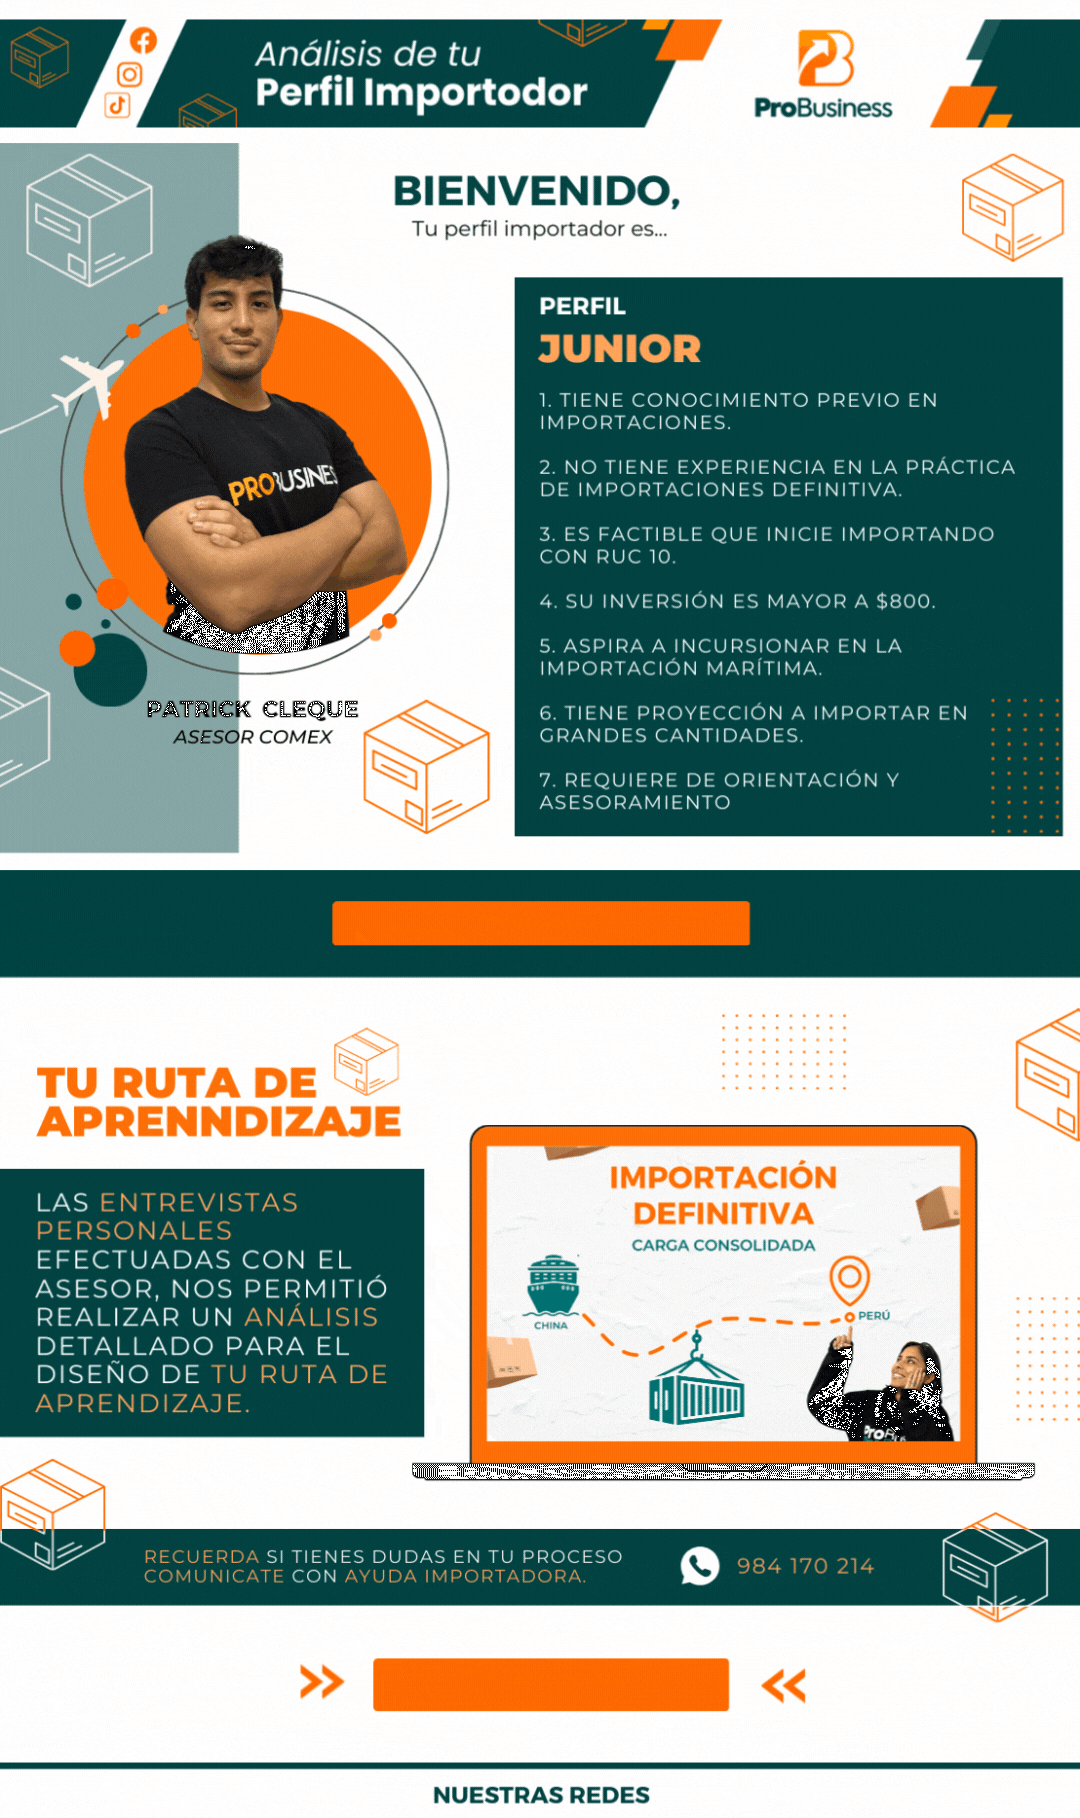 Análisis de tu
Perfil Importodor
ProBusiness
BIENVENIDO,
Tu perfil importador es...
PERFIL
JUNIOR
1. TIENE CONOCIMIENTO PREVIO EN
IMPORTACIONES.
2. NO TIENE EXPERIENCIA EN LA PRÁCTICA
DE IMPORTACIONES DEFINITIVA.
3. ES FACTIBLE QUE INICIE IMPORTANDO
CON RUC 10.
4. SU INVERSIÓN ES MAYOR A $800.
5. ASPIRA A INCURSIONAR EN LA
IMPORTACIÓN MARÍTIMA.
6. TIENE PROYECCIÓN A IMPORTAR EN
GRANDES CANTIDADES.
7. REQUIERE DE ORIENTACIÓN Y
ASESORAMIENTO
PROBUSINES
PATRICK CLEQUE
ASESOR COMEX
TU RUTA DE
APRENNDIZAJE
LAS ENTREVISTAS
PERSONALES
EFECTUADAS CON EL
ASESOR, NOS PERMITIÓ
REALIZAR UN ANÁLISIS
DETALLADO PARA EL
DISEÑO DE TU RUTA DE
APRENDIZAJE.
IMPORTACIÓN
DEFINITIVA
CARGA CONSOLIDADA
CHINA
PERÚ
RECUERDA SI TIENES DUDAS EN TU PROCESO
COMUNICATE CON AYUDA IMPORTADORA.
984 170 214
NUESTRAS REDES